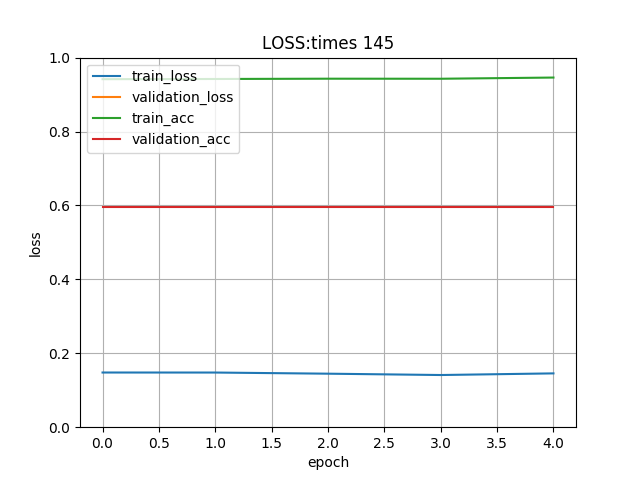 LOSS:times 145
1.0
0.8
0.6
0.4
0.2
0.0
loss
train_loss
validation_loss
train_acc
validation_acc
0.0 0.5 1.0 1.5 2.0 2.5 3.0 3.5 4.0
epoch